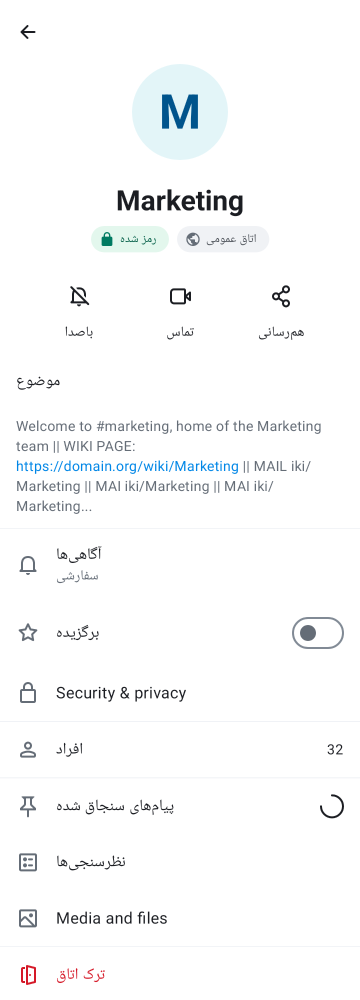 M
Marketing
رمز شده
اتاق عمومی
باصدا
تماس
هم‌رسانی
موضوع
Welcome to #marketing, home of the Marketing
team || WIKI PAGE:
https://domain.org/wiki/Marketing || MAIL iki/
Marketing || MAI iki/Marketing || MAI iki/
Marketing...
آگاهی‌ها
سفارشی
برگزیده
Security & privacy
افراد
32
پیام‌های سنجاق شده
نظرسنجی‌ها
Media and files
ترک اتاق